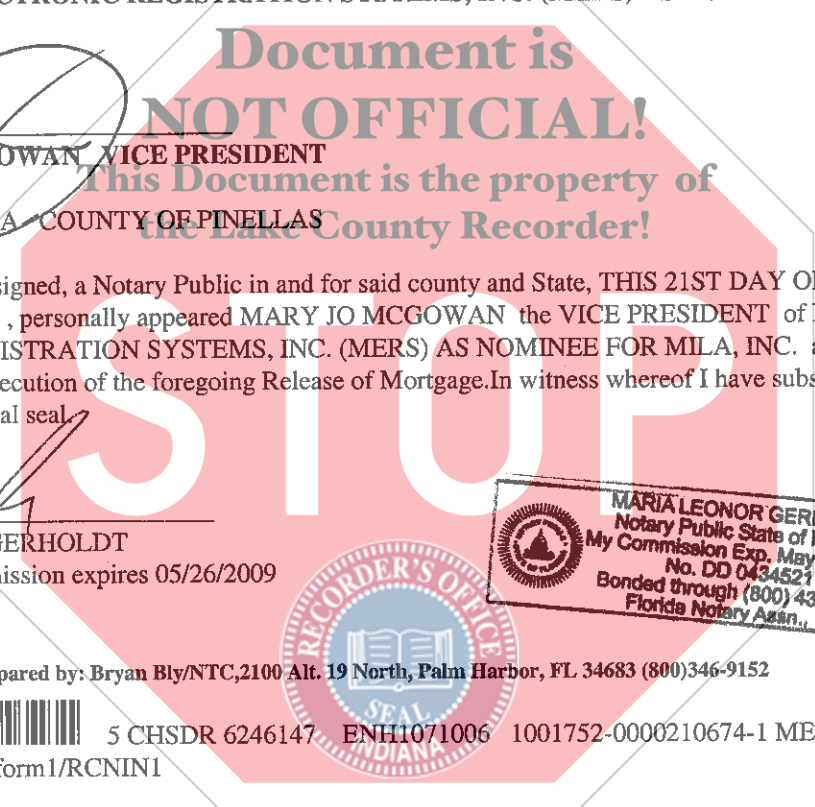 Document is
NOT OFFICIAL!
OWAN VICE PRESIDENT
This Document is the property of
A COUNTY OF PINELLAS
the Lake County Recorder!
signed, a Notary Public in and for said county and State, THIS 21ST DAY OF
, personally appeared MARY JO MCGOWAN the VICE PRESIDENT of
ISTRATION SYSTEMS, INC. (MERS) AS NOMINEE FOR MILA, INC.
ecution of the foregoing Release of Mortgage.In witness whereof I have subs
al seal.
STOP
GERHOLDT
ission expires 05/26/2009
MARIA LEONOR GER
Notary Public State of
My Commission Exp. May
No. DD 0434521
Bonded through (800) 43
Florida Notary Assn.,
RECORDER'S OFFICE
SEAL
INDIANA
pared by: Bryan Bly/NTC,2100 Alt. 19 North, Palm Harbor, FL 34683 (800)346-9152
5 CHSDR 6246147 ENH1071006 1001752-0000210674-1 ME
form1/RCNIN1